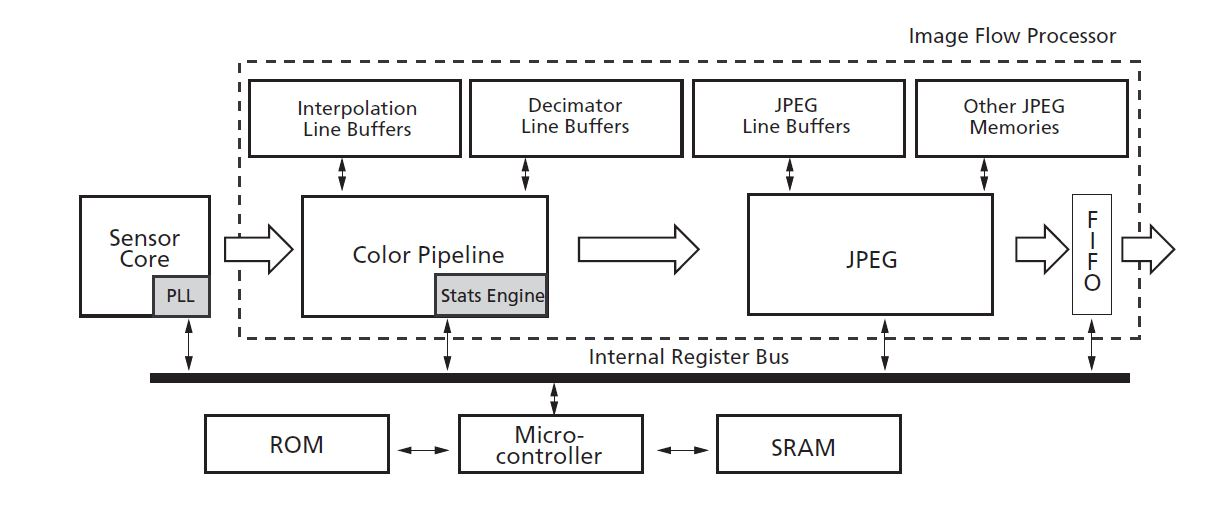 Image Flow Processor
Interpolation
Line Buffers
Decimator
Line Buffers
JPEG
Line Buffers
Other JPEG
Memories
Sensor
Core
PLL
Color Pipeline
Stats Engine
JPEG
F
I
F
O
Internal Register Bus
ROM
Micro-
controller
SRAM